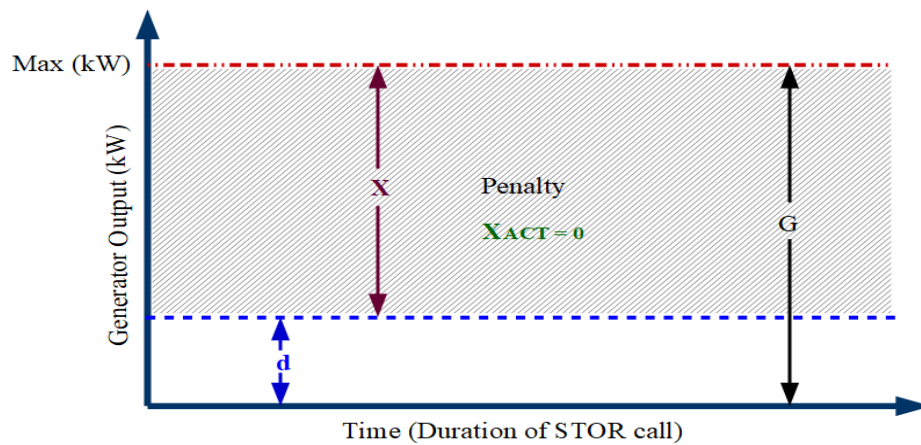 Max (kW)
Generator Output (kW)
X
Penalty
XACT = 0
G
d
Time (Duration of STOR call)